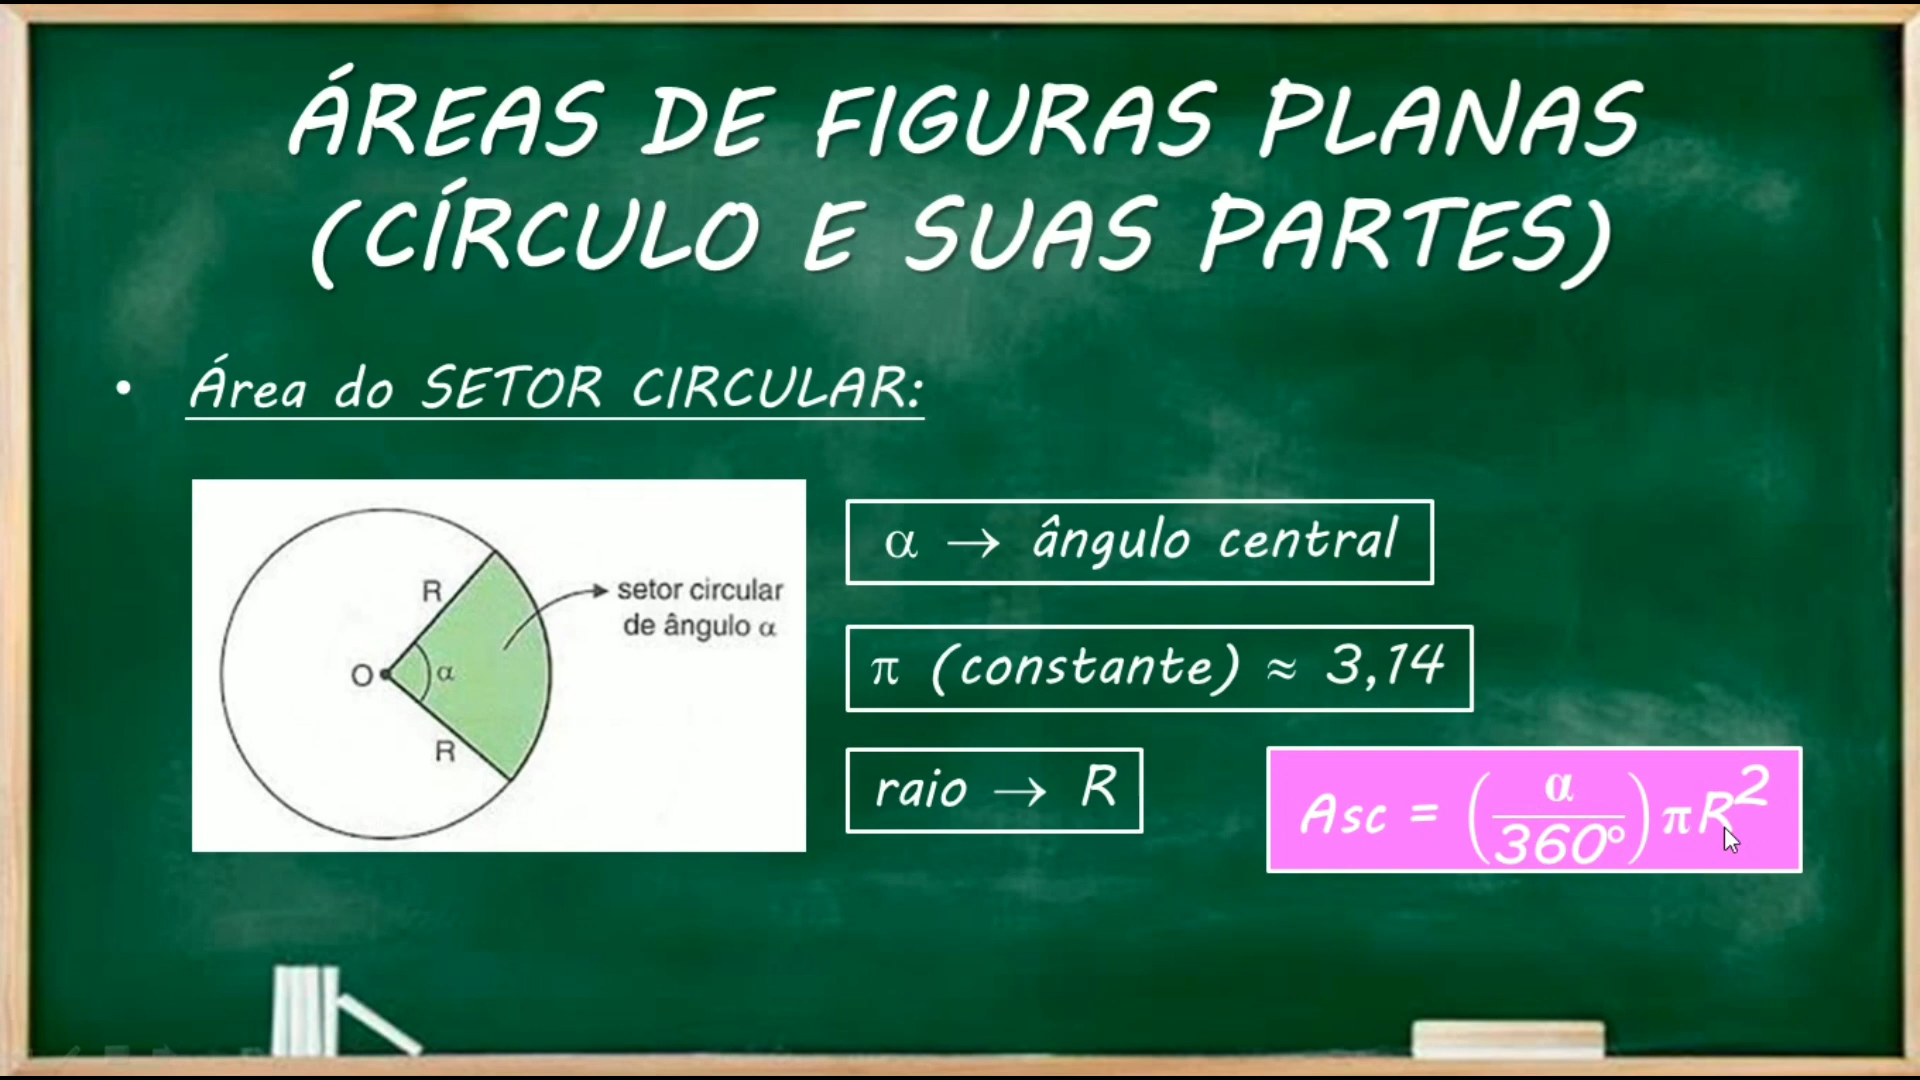 ÁREAS DE FIGURAS PLANAS
(CÍRCULO E SUAS PARTES)
• Área do SETOR CIRCULAR:
R
setor circular
de ângulo α
O
α
R
α → ângulo central
π (constante) ≈ 3,14
raio → R
Asc = (α/360°) πR²